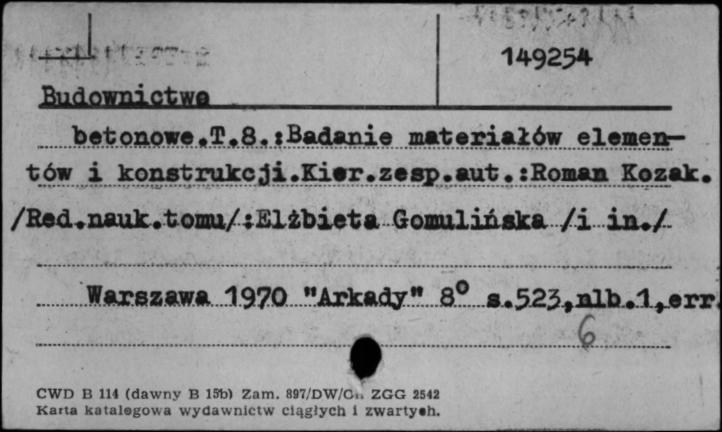 149254
Budownictwo
betonowe.T.8.:Badanie materiałów elemen-
tów i konstrukcji.Kier.zesp.aut.:Roman Kozak.
/Red.nauk.tomu/:Elżbieta Gomulińska /i in./
Warszawa 1970 "Arkady" 8° s.523,nlb.1,err.
6
CWD B 114 (dawny B 15b) Zam. 897/DW/ ZGG 2542
Karta katalogowa wydawnictw ciągłych i zwartych.